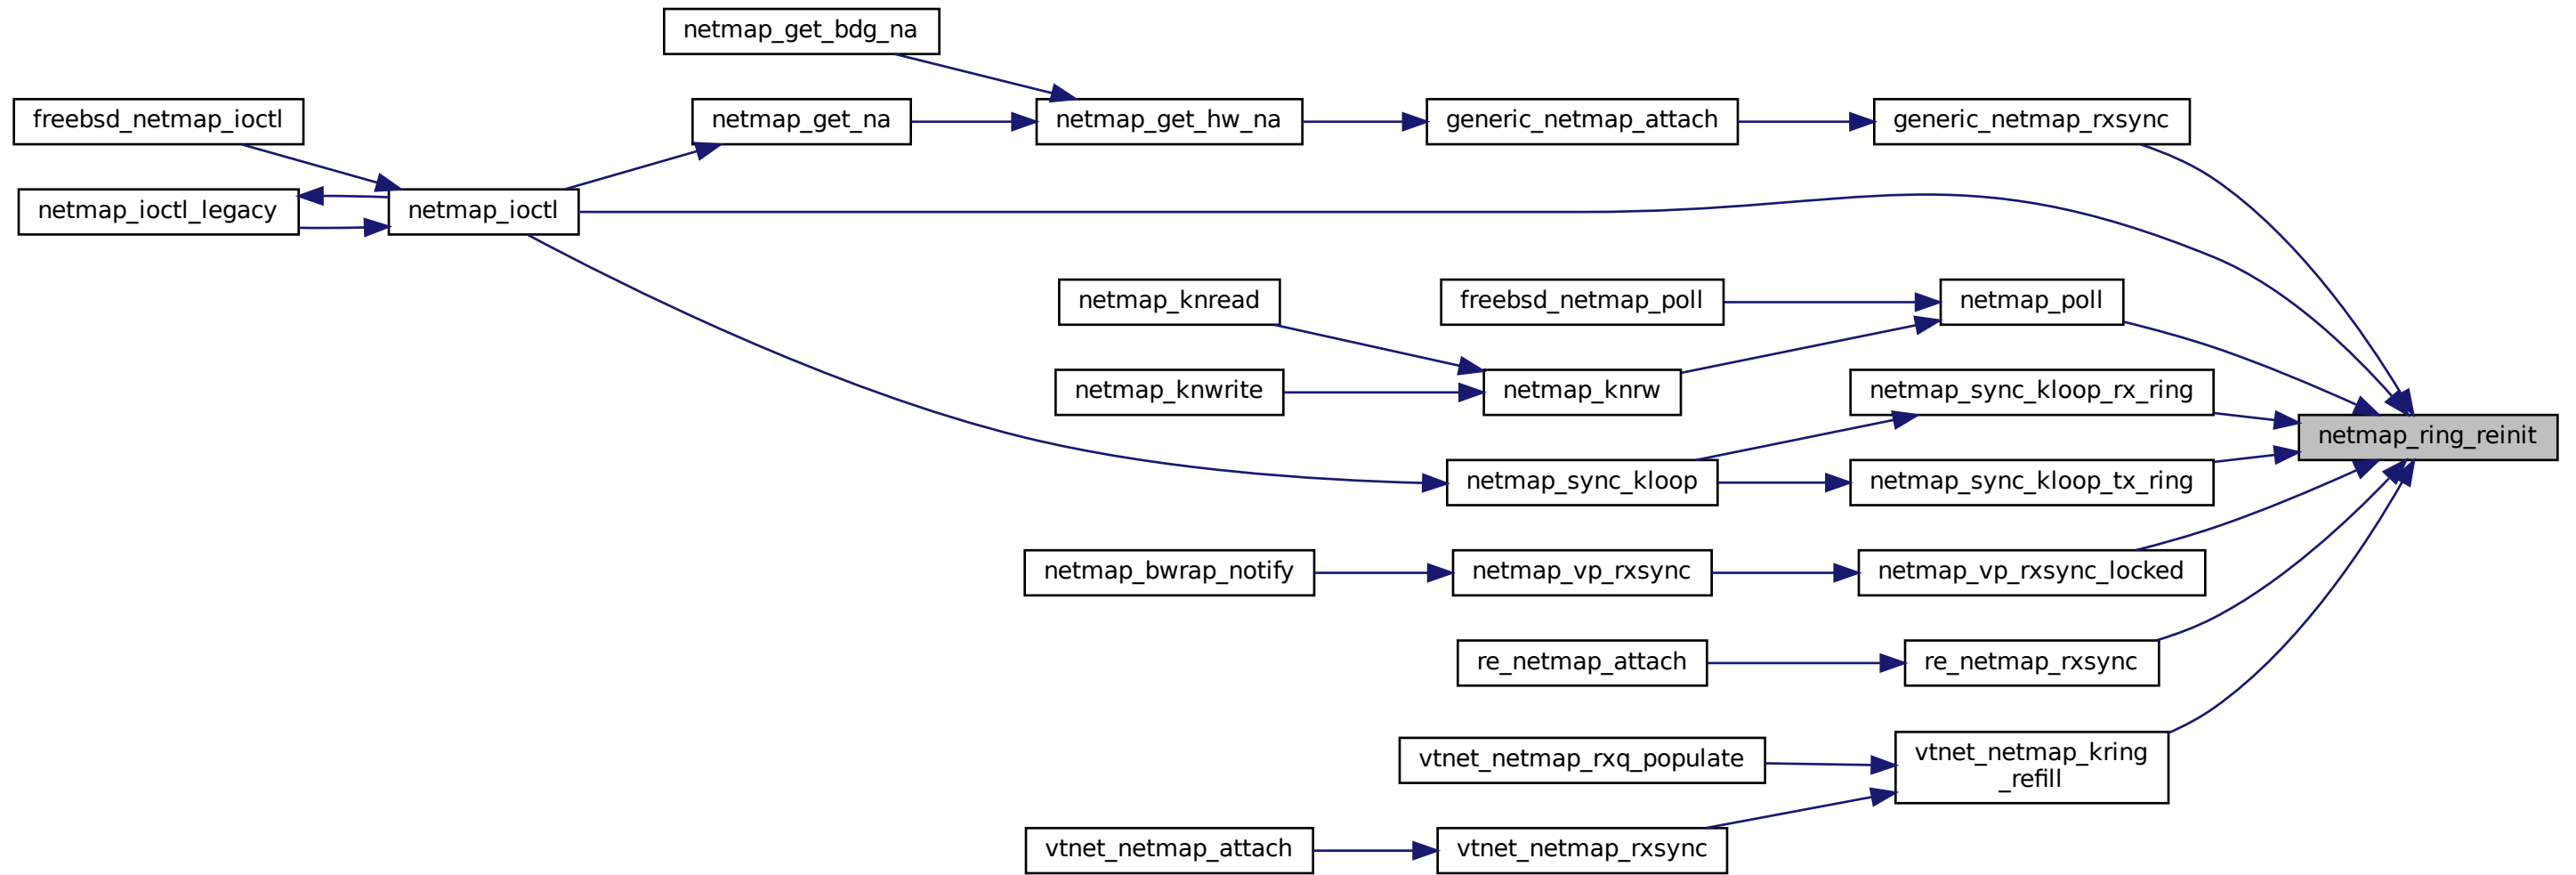 netmap_get_bdg_na
freebsd_netmap_ioctl
netmap_get_na
netmap_get_hw_na
generic_netmap_attach
generic_netmap_rxsync
netmap_ioctl_legacy
netmap_ioctl
netmap_knread
freebsd_netmap_poll
netmap_poll
netmap_knwrite
netmap_knrw
netmap_sync_kloop_rx_ring
netmap_ring_reinit
netmap_sync_kloop
netmap_sync_kloop_tx_ring
netmap_bwrap_notify
netmap_vp_rxsync
netmap_vp_rxsync_locked
re_netmap_attach
re_netmap_rxsync
vtnet_netmap_rxq_populate
vtnet_netmap_kring
_refill
vtnet_netmap_attach
vtnet_netmap_rxsync